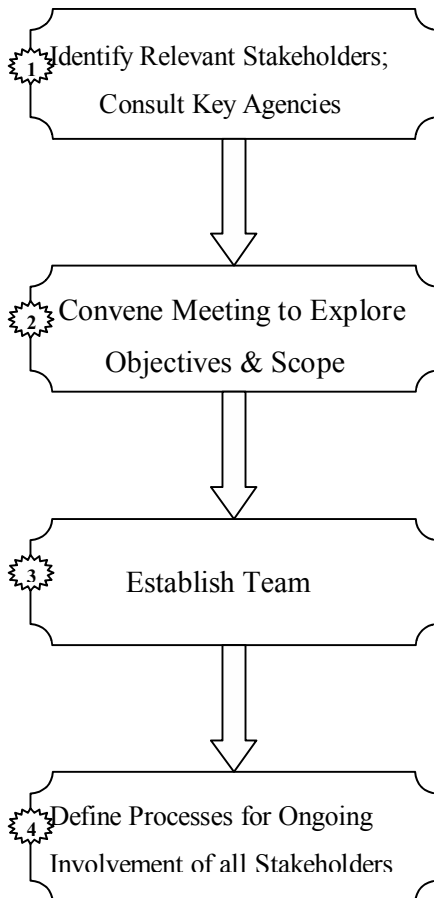 1
Identify Relevant Stakeholders;
Consult Key Agencies
2
Convene Meeting to Explore
Objectives & Scope
3
Establish Team
4
Define Processes for Ongoing
Involvement of all Stakeholders